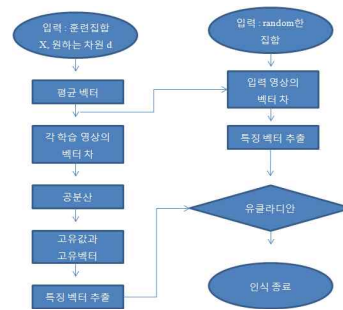 입력 : 훈련집합
X, 원하는 차원 d
평균 벡터
각 학습 영상의
벡터 차
공분산
고유값과
고유벡터
특징 벡터 추출
입력 : random한
집합
입력 영상의
벡터 차
특징 벡터 추출
유클라디안
인식 종료